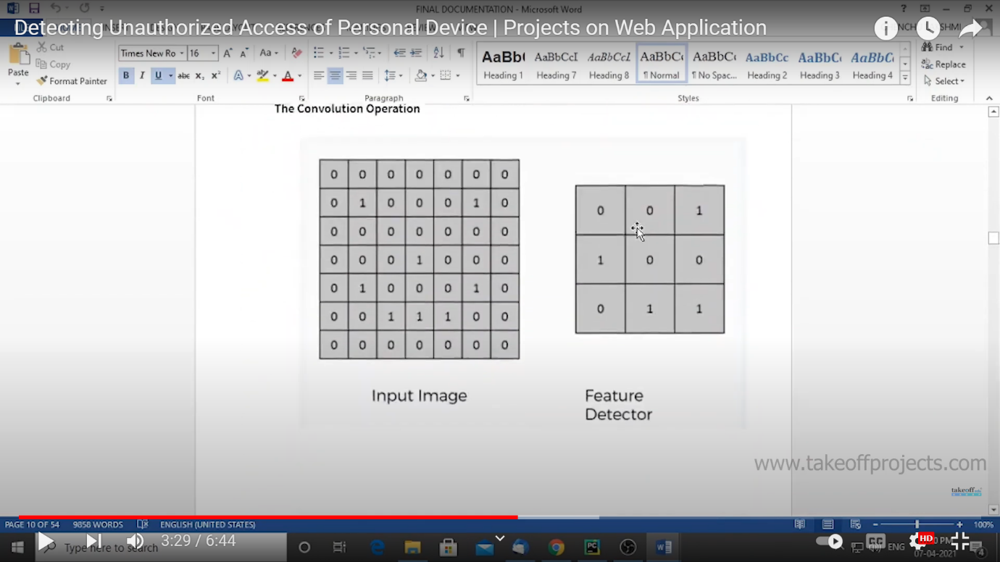 FINAL DOCUMENTATION - Microsoft Word
Detecting Unauthorized Access of Personal Device | Projects on Web Application
Cut
Copy
Format Painter
Paste
Times New Ro
16
Aa
B I U abc X₂ X²
AaBb( AaBbCcI AaBbCcI AaBbC AaBbC AaBbCc AaBbC AaBbC
Heading 1 Heading 7 Heading 8 ¶ Normal ¶ No Spac... Heading 2 Heading 3 Heading 4
Find
Replace
Select
Clipboard Font Paragraph Styles Editing
The Convolution Operation
0 0 0 0 0 0 0
0 1 0 0 0 1 0
0 0 0 0 0 0 0
0 0 0 1 0 0 0
0 1 0 0 0 1 0
0 0 1 1 1 0 0
0 0 0 0 0 0 0
Input Image
0 0 1
1 0 0
0 1 1
Feature
Detector
www.takeoffprojects.com
takeoff
PAGE 10 OF 54 9858 WORDS ENGLISH (UNITED STATES) 100%
Type here to search
3:29 / 6:44
CC ENG HD PM
07-04-2021
4